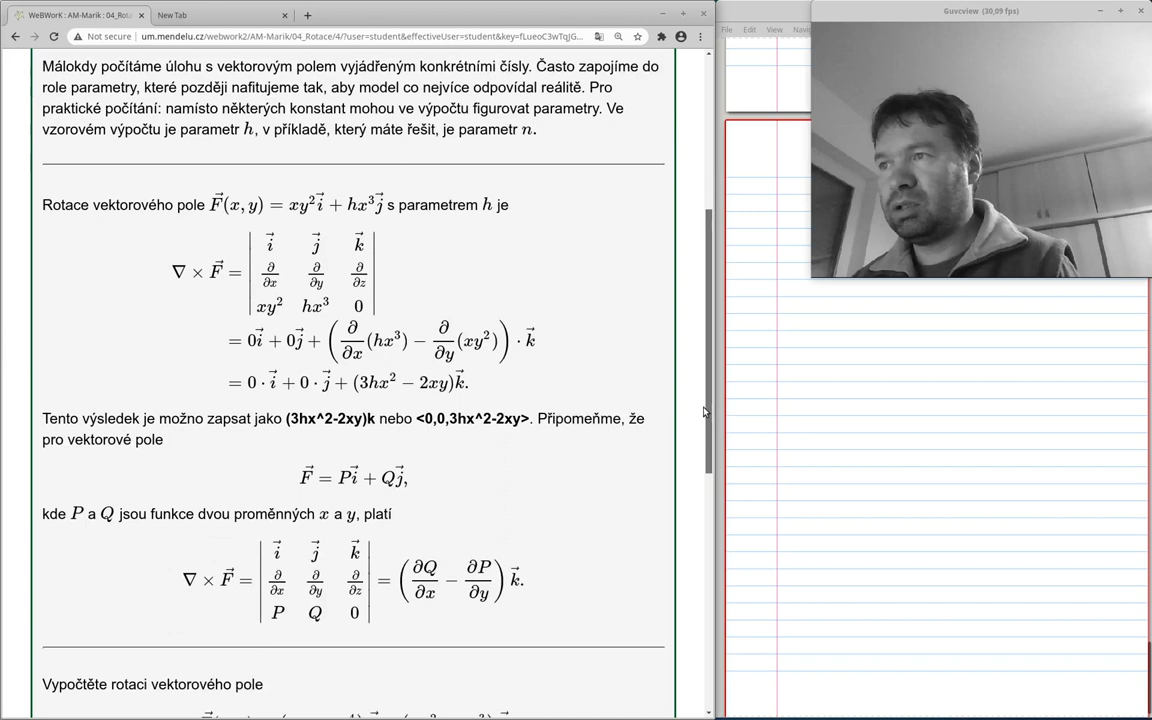 WeBWorK : AM-Marik : 04_Rota
New Tab
Guvcview (30,09 fps)
Not secure | um.mendelu.cz/webwork2/AM-Marik/04_Rotace/4/?user=student&effectiveUser=student&key=fLueoC3wTqJG...
File Edit View Navi
Málokdy počítáme úlohu s vektorovým polem vyjádřeným konkrétními čísly. Často zapojíme do
role parametry, které později nafitujeme tak, aby model co nejvíce odpovídal reálitě. Pro
praktické počítání: namísto některých konstant mohou ve výpočtu figurovat parametry. Ve
vzorovém výpočtu je parametr h, v příkladě, který máte řešit, je parametr n.
Rotace vektorového pole F⃗(x, y) = xy²i⃗ + hx³j⃗ s parametrem h je
i⃗ j⃗ k⃗
∇ × F⃗ = | ∂/∂x ∂/∂y ∂/∂z |
xy² hx³ 0
= 0i⃗ + 0j⃗ + (∂/∂x (hx³) − ∂/∂y (xy²)) · k⃗
= 0 · i⃗ + 0 · j⃗ + (3hx² − 2xy)k⃗.
Tento výsledek je možno zapsat jako (3hx^2-2xy)k nebo <0,0,3hx^2-2xy>. Připomeňme, že
pro vektorové pole
F⃗ = Pi⃗ + Qj⃗,
kde P a Q jsou funkce dvou proměnných x a y, platí
i⃗ j⃗ k⃗
∇ × F⃗ = | ∂/∂x ∂/∂y ∂/∂z | = (∂Q/∂x − ∂P/∂y) k⃗.
P Q 0
Vypočtěte rotaci vektorového pole